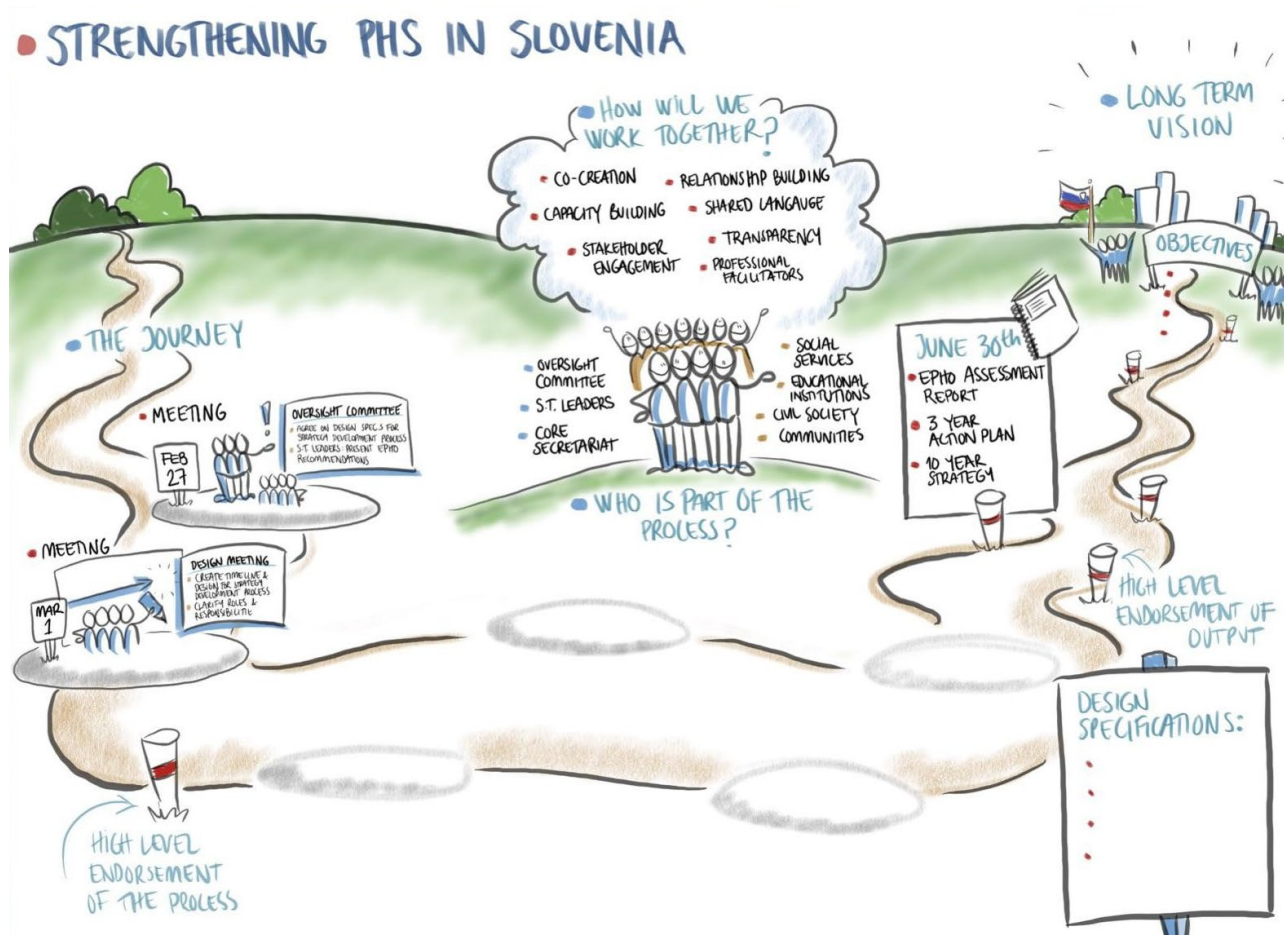 STRENGTHENING PHS IN SLOVENIA
HOW WILL WE
WORK TOGETHER?
CO-CREATION
RELATIONSHIP BUILDING
CAPACITY BUILDING
SHARED LANGAUGE
STAKEHOLDER
ENGAGEMENT
TRANSPARENCY
PROFESSIONAL
FACILITATORS
LONG TERM
VISION
OBJECTIVES
THE JOURNEY
MEETING
FEB
27
OVERSIGHT COMMITTEE
AGREE ON DESIGN SPECS FOR
STRATEGY DEVELOPMENT PROCESS
S.T. LEADERS PRESENT EPHO
RECOMMENDATIONS
MEETING
MAR
1
DESIGN MEETING
CREATE TIMELINE &
DESIGN FOR STRATEGY
DEVELOPMENT PROCESS
CLARIFY ROLES &
RESPONSIBILITIE
OVERSIGHT
COMMITTEE
S.T. LEADERS
CORE
SECRETARIAT
SOCIAL
SERVICES
EDUCATIONAL
INSTITUTIONS
CIVIL SOCIETY
COMMUNITIES
WHO IS PART OF THE
PROCESS?
JUNE 30th
EPHO ASSESSMENT
REPORT
3 YEAR
ACTION PLAN
10 YEAR
STRATEGY
HIGH LEVEL
ENDORSEMENT OF
OUTPUT
DESIGN
SPECIFICATIONS:
HIGH LEVEL
ENDORSEMENT
OF THE PROCESS